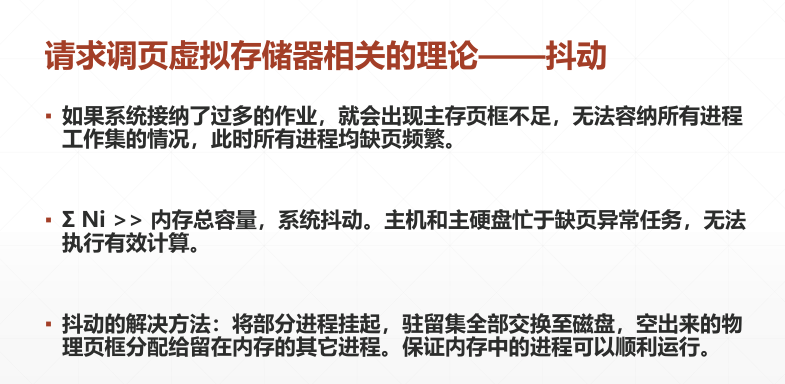 请求调页虚拟存储器相关的理论——抖动
▪ 如果系统接纳了过多的作业，就会出现主存页框不足，无法容纳所有进程
工作集的情况，此时所有进程均缺页频繁。
▪ Σ Ni >> 内存总容量，系统抖动。主机和主硬盘忙于缺页异常任务，无法
执行有效计算。
▪ 抖动的解决方法：将部分进程挂起，驻留集全部交换至磁盘，空出来的物
理页框分配给留在内存的其它进程。保证内存中的进程可以顺利运行。